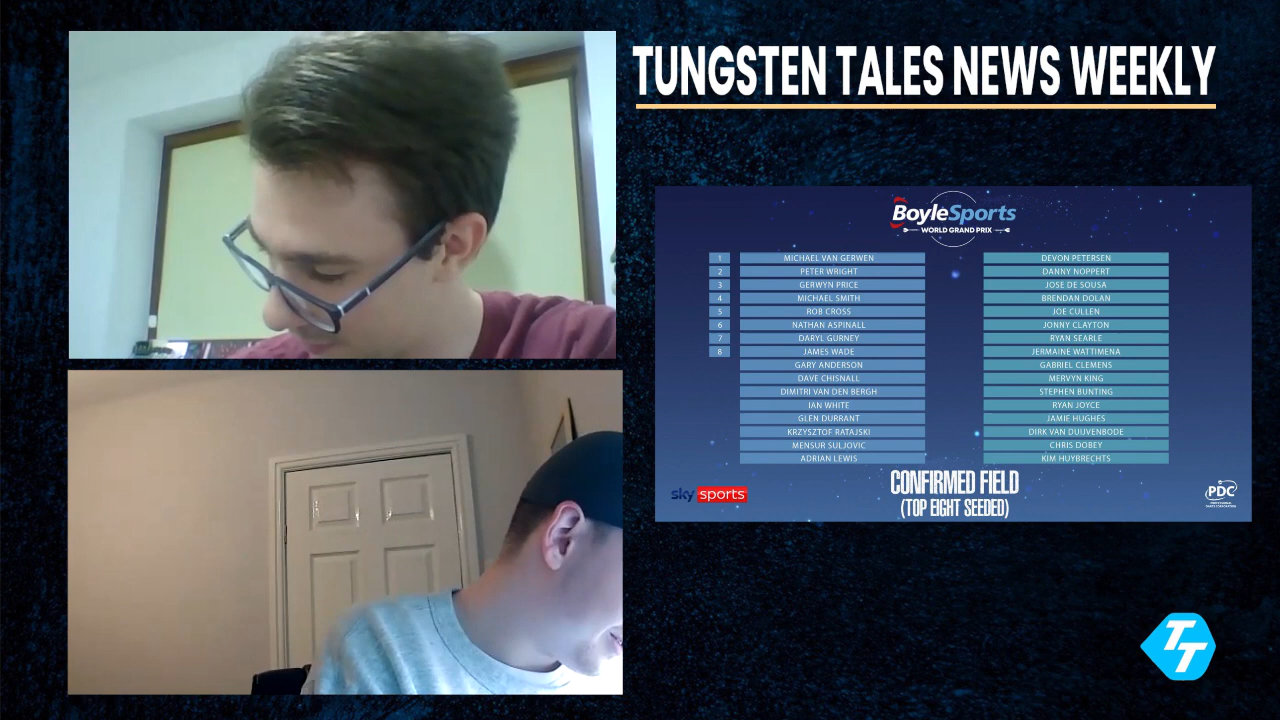 TUNGSTEN TALES NEWS WEEKLY
BoyleSports
WORLD GRAND PRIX
1 MICHAEL VAN GERWEN DEVON PETERSEN
2 PETER WRIGHT DANNY NOPPERT
3 GERWYN PRICE JOSE DE SOUSA
4 MICHAEL SMITH BRENDAN DOLAN
5 ROB CROSS JOE CULLEN
6 NATHAN ASPINALL JONNY CLAYTON
7 DARYL GURNEY RYAN SEARLE
8 JAMES WADE JERMAINE WATTIMENA
GARY ANDERSON GABRIEL CLEMENS
DAVE CHISNALL MERVYN KING
DIMITRI VAN DEN BERGH STEPHEN BUNTING
IAN WHITE RYAN JOYCE
GLEN DURRANT JAMIE HUGHES
KRZYSZTOF RATAJSKI DIRK VAN DUIJVENBODE
MENSUR SULJOVIC CHRIS DOBEY
ADRIAN LEWIS KIM HUYBRECHTS
CONFIRMED FIELD
(TOP EIGHT SEEDED)
sky sports
PDC
TT